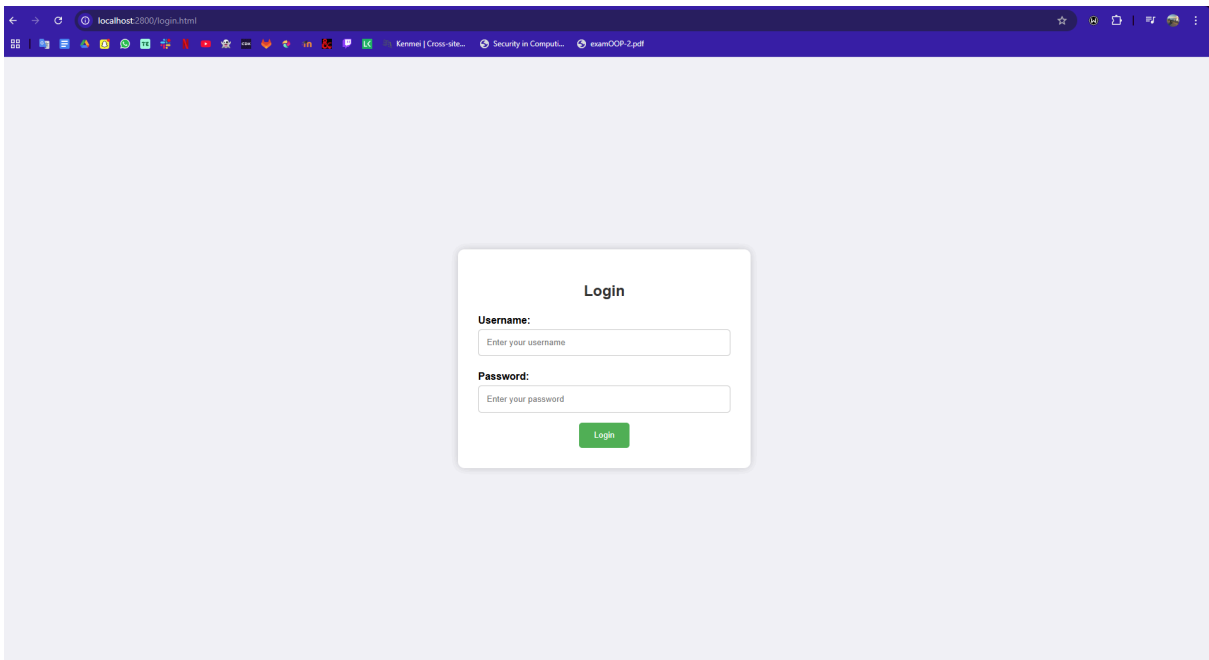 localhost:2800/login.html
Kenmei | Cross-site... Security in Computi... examOOP-2.pdf
Login
Username:
Enter your username
Password:
Enter your password
Login